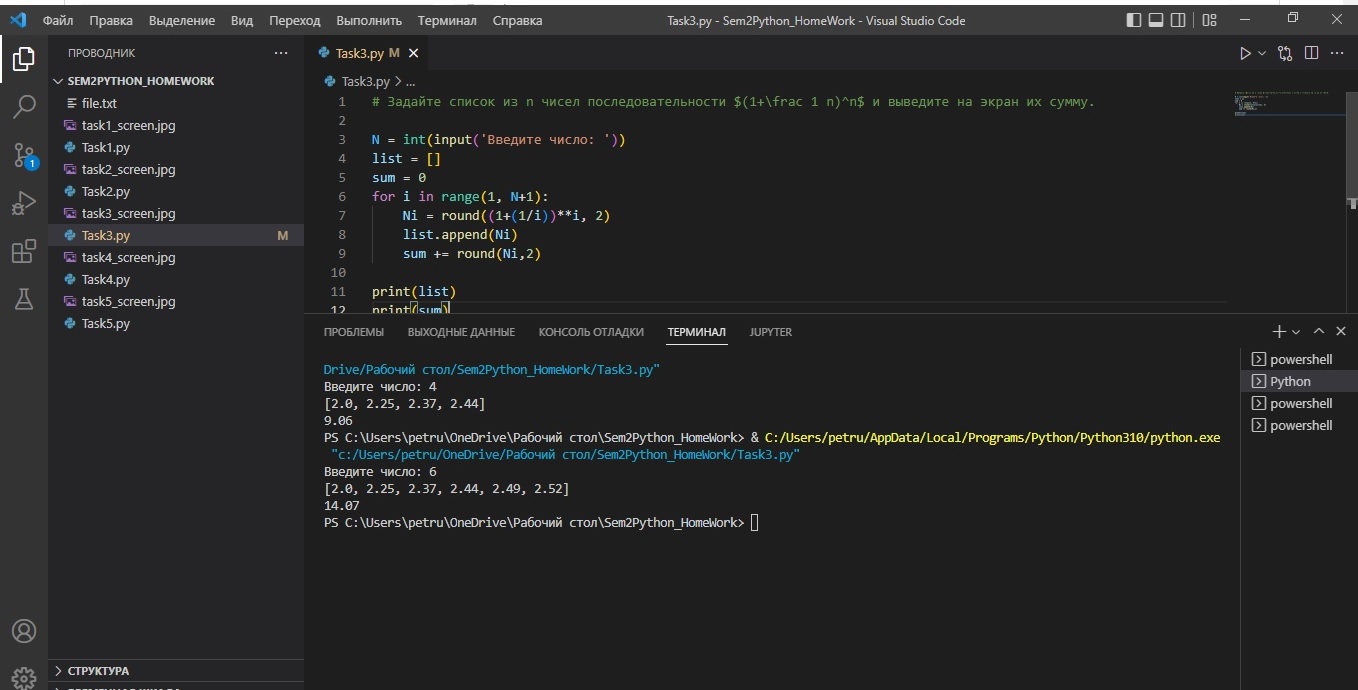 Файл Правка Выделение Вид Переход Выполнить Терминал Справка Task3.py - Sem2Python_HomeWork - Visual Studio Code
ПРОВОДНИК ...
SEM2PYTHON_HOMEWORK
file.txt
task1_screen.jpg
Task1.py
task2_screen.jpg
Task2.py
task3_screen.jpg
Task3.py M
task4_screen.jpg
Task4.py
task5_screen.jpg
Task5.py
СТРУКТУРА
1
Task3.py M
Task3.py > ...
1 # Задайте список из n чисел последовательности $(1+\frac 1 n)^n$ и выведите на экран их сумму.
2
3 N = int(input('Введите число: '))
4 list = []
5 sum = 0
6 for i in range(1, N+1):
7 Ni = round((1+(1/i))**i, 2)
8 list.append(Ni)
9 sum += round(Ni,2)
10
11 print(list)
12 print(sum)
ПРОБЛЕМЫ ВЫХОДНЫЕ ДАННЫЕ КОНСОЛЬ ОТЛАДКИ ТЕРМИНАЛ JUPYTER
Drive/Рабочий стол/Sem2Python_HomeWork/Task3.py"
Введите число: 4
[2.0, 2.25, 2.37, 2.44]
9.06
PS C:\Users\petru\OneDrive\Рабочий стол\Sem2Python_HomeWork> & C:/Users/petru/AppData/Local/Programs/Python/Python310/python.exe
"c:/Users/petru/OneDrive/Рабочий стол/Sem2Python_HomeWork/Task3.py"
Введите число: 6
[2.0, 2.25, 2.37, 2.44, 2.49, 2.52]
14.07
PS C:\Users\petru\OneDrive\Рабочий стол\Sem2Python_HomeWork>
powershell
Python
powershell
powershell